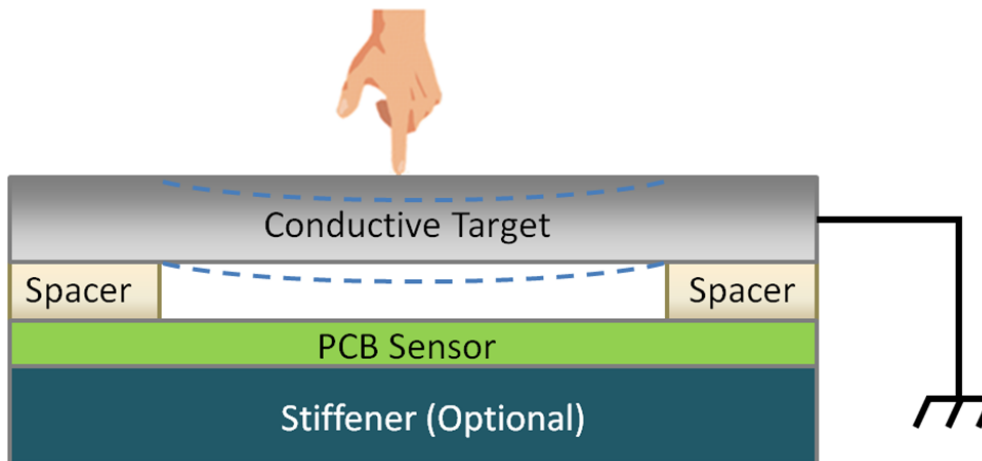 Conductive Target
Spacer
Spacer
PCB Sensor
Stiffener (Optional)